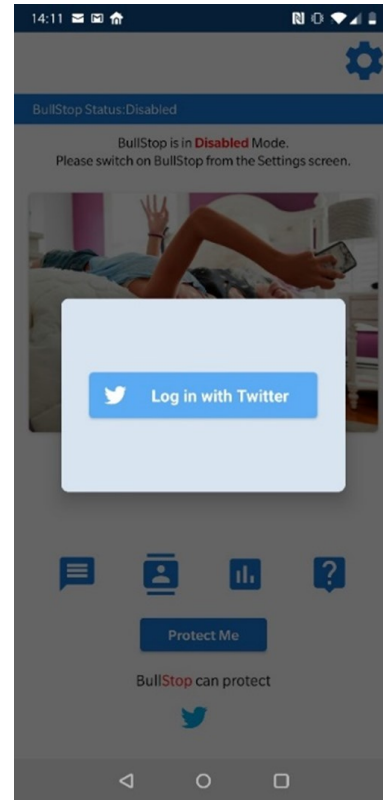 14:11
BullStop Status:Disabled
BullStop is in Disabled Mode.
Please switch on BullStop from the Settings screen.
Log in with Twitter
Protect Me
BullStop can protect